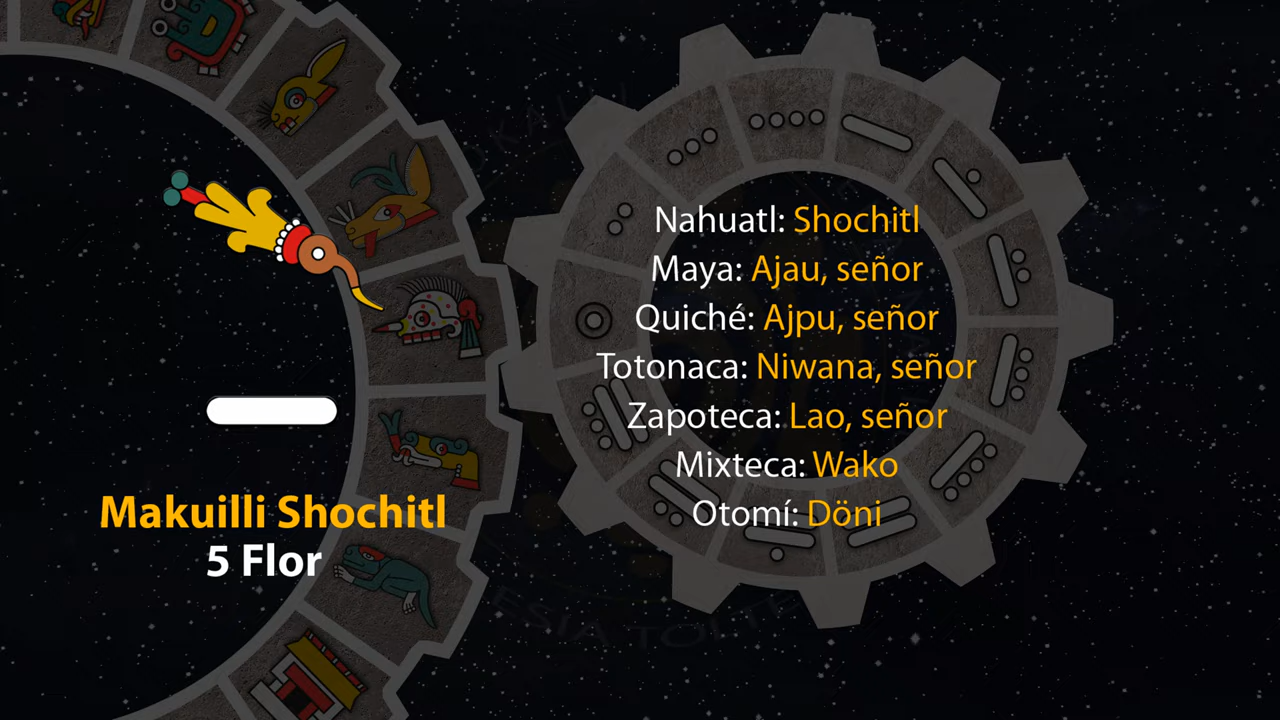 Nahuatl: Shochitl
Maya: Ajau, señor
Quiché: Ajpu, señor
Totonaca: Niwana, señor
Zapoteca: Lao, señor
Mixteca: Wako
Otomí: Döni
Makuilli Shochitl
5 Flor